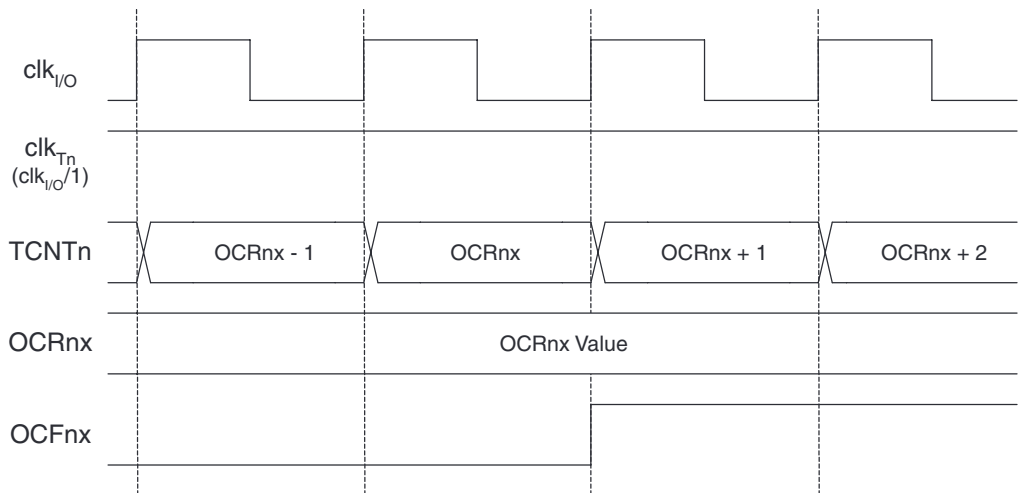 clkI/O
clkTn
(clkI/O/1)
TCNTn OCRnx - 1 OCRnx OCRnx + 1 OCRnx + 2
OCRnx OCRnx Value
OCFnx